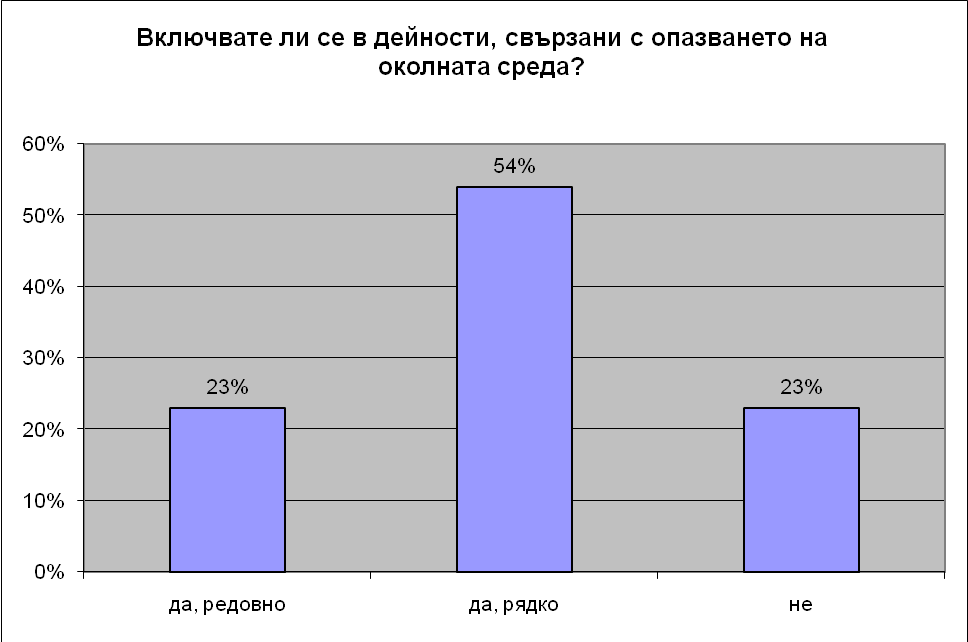 Включвате ли се в дейности, свързани с опазването на
околната среда?
60%
50%
40%
30%
20%
10%
0%
23%
54%
23%
да, редовно
да, рядко
не